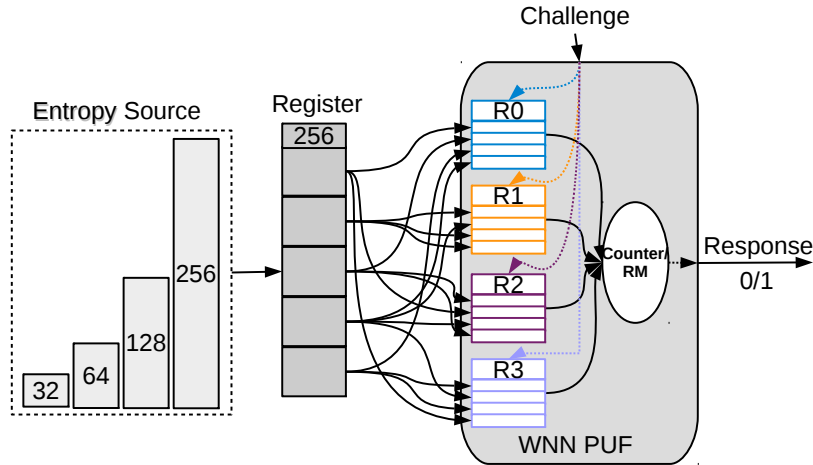 Challenge
Entropy Source
Register
256
R0
R1
R2
R3
32
64
128
256
Counter/
RM
Response
0/1
WNN PUF